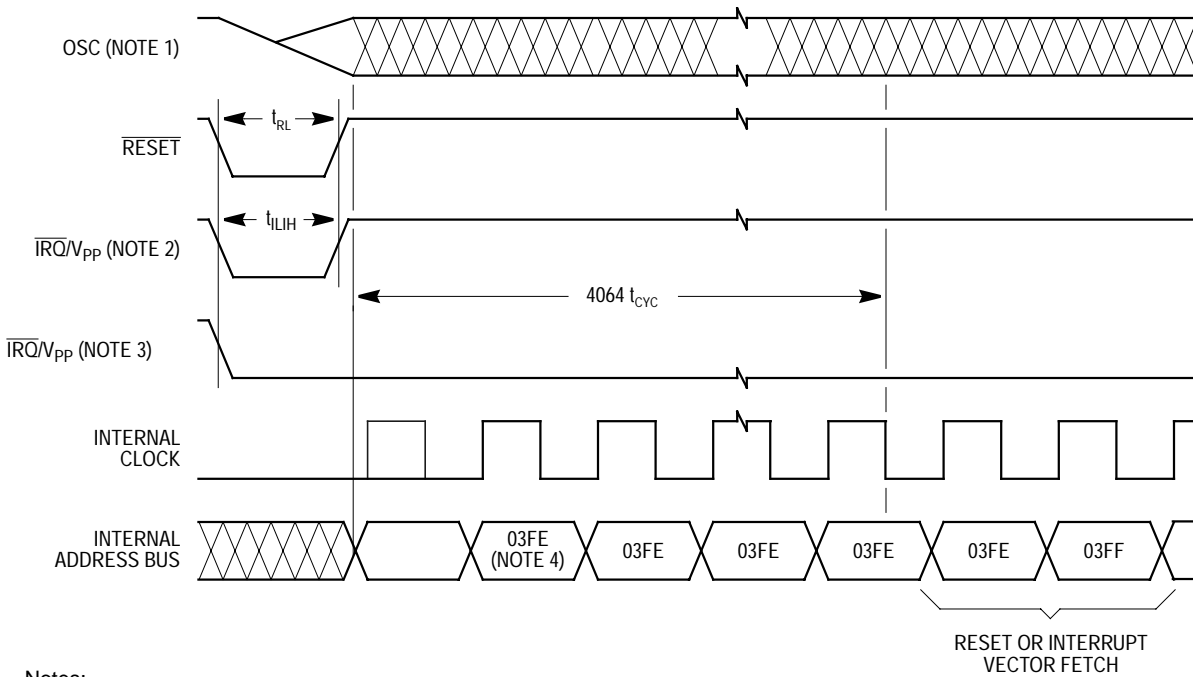 OSC (NOTE 1)
t_RL
RESET
t_ILIH
IRQ/V_PP (NOTE 2)
4064 t_CYC
IRQ/V_PP (NOTE 3)
INTERNAL
CLOCK
INTERNAL
ADDRESS BUS
03FE
(NOTE 4)
03FE
03FE
03FE
03FE
03FF
RESET OR INTERRUPT
VECTOR FETCH
Notes: